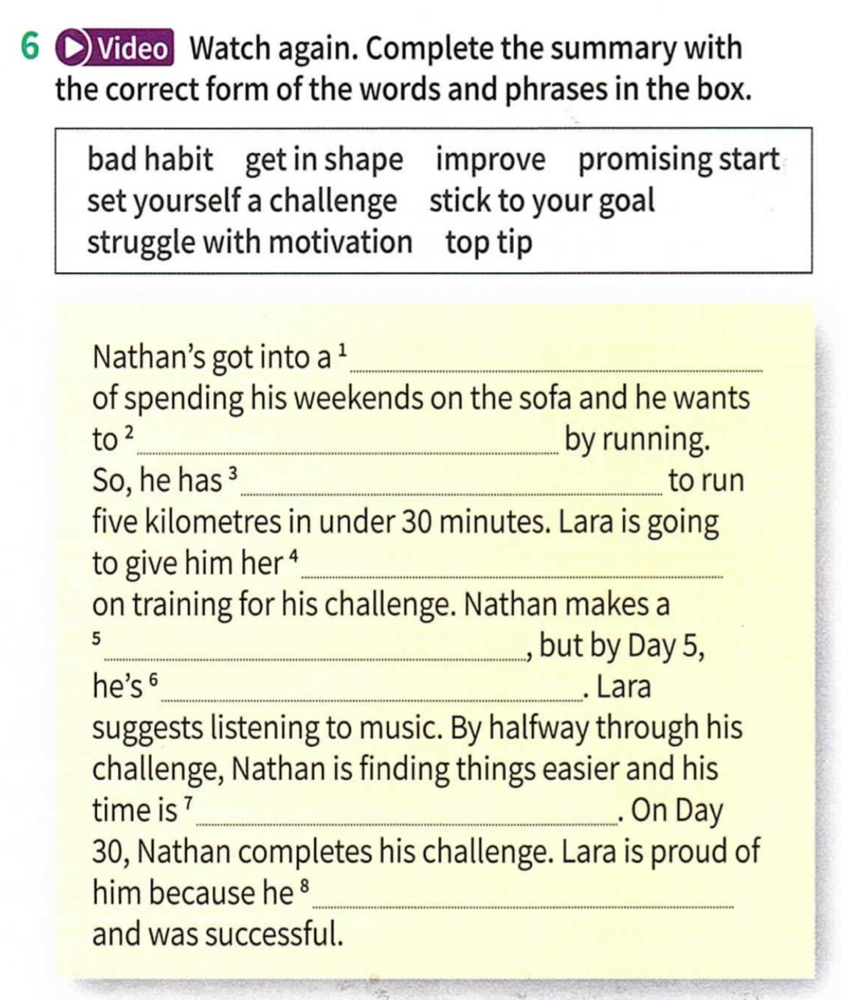 6 Video Watch again. Complete the summary with
the correct form of the words and phrases in the box.
bad habit get in shape improve promising start
set yourself a challenge stick to your goal
struggle with motivation top tip
Nathan's got into a 1
of spending his weekends on the sofa and he wants
to 2 by running.
So, he has 3 to run
five kilometres in under 30 minutes. Lara is going
to give him her 4
on training for his challenge. Nathan makes a
5 , but by Day 5,
he's 6 . Lara
suggests listening to music. By halfway through his
challenge, Nathan is finding things easier and his
time is 7 . On Day
30, Nathan completes his challenge. Lara is proud of
him because he 8
and was successful.